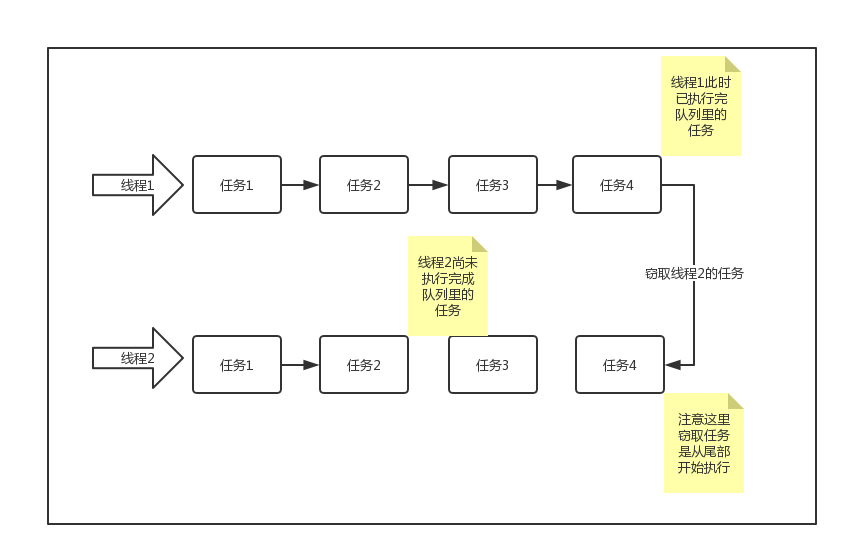 线程1此时
已执行完
队列里的
任务
线程1
任务1
任务2
任务3
任务4
线程2尚未
执行完成
队列里的
任务
窃取线程2的任务
线程2
任务1
任务2
任务3
任务4
注意这里
窃取任务
是从尾部
开始执行